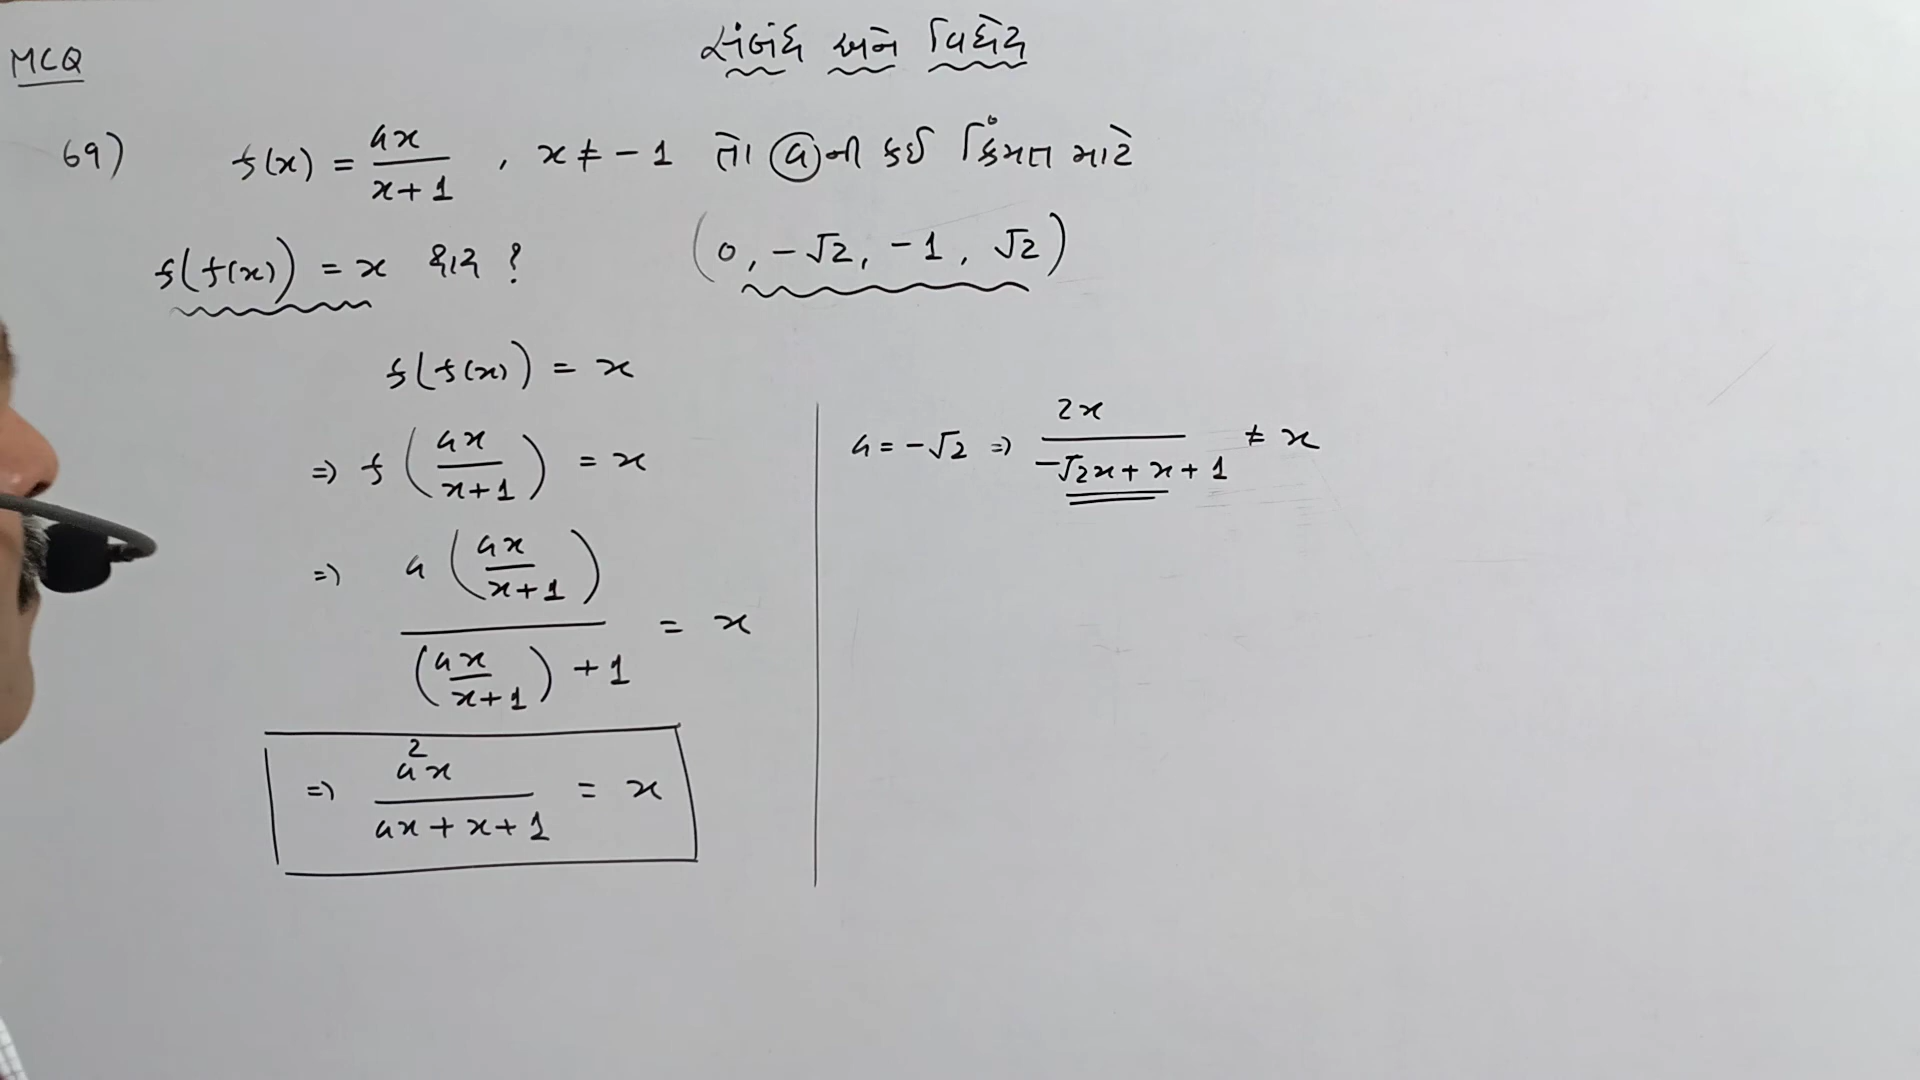 MCQ
સંબંધ અને વિધેય
69) f(x) = ax/(x+1) , x ≠ -1 તો a ની કઈ કિંમત માટે
f(f(x)) = x થાય ? (0, -√2, -1, √2)
f(f(x)) = x
⇒ f(ax/(x+1)) = x
⇒ a(ax/(x+1)) / ((ax/(x+1)) + 1) = x
⇒ a²x/(ax+x+1) = x
a = -√2 ⇒ 2x/(-√2x+x+1) ≠ x